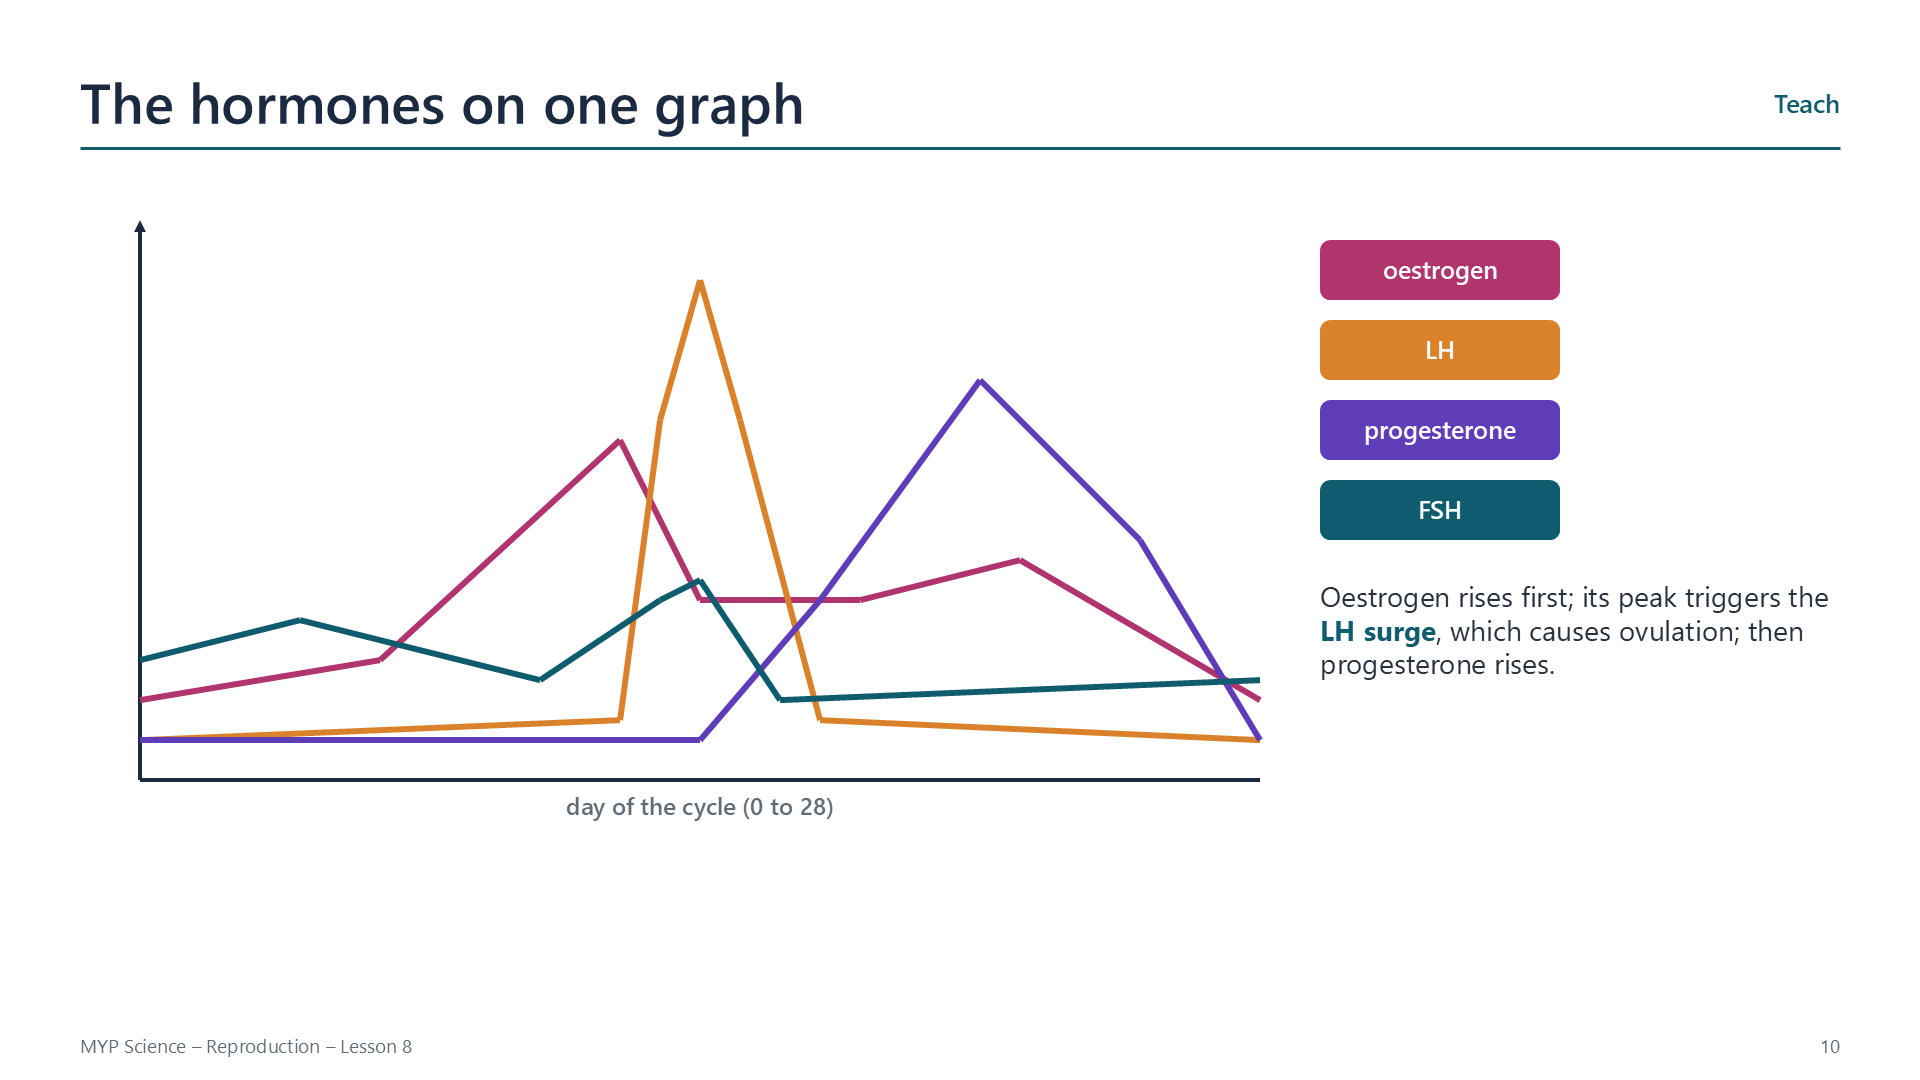 The hormones on one graph
Teach
oestrogen
LH
progesterone
FSH
Oestrogen rises first; its peak triggers the
LH surge, which causes ovulation; then
progesterone rises.
day of the cycle (0 to 28)
MYP Science – Reproduction – Lesson 8
10